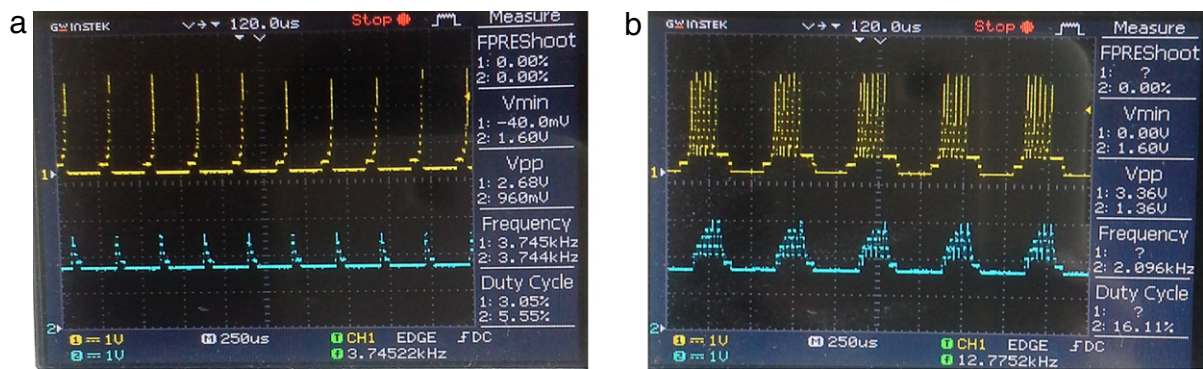 a
GWINSTEK 120.0us Stop Measure
FPREShoot
1: 0.00%
2: 0.00%
Vmin
1: -40.0mV
2: 1.60V
Vpp
1: 2.68V
2: 960mV
Frequency
1: 3.745kHz
2: 3.744kHz
Duty Cycle
1: 3.05%
2: 5.55%
1
2
1 1V M 250us T CH1 EDGE DC
2 1V f 3.74522kHz
b
GWINSTEK 120.0us Stop Measure
FPREShoot
1: ?
2: 0.00%
Vmin
1: 0.00V
2: 1.60V
Vpp
1: 3.36V
2: 1.36V
Frequency
1: ?
2: 2.096kHz
Duty Cycle
1: ?
2: 16.11%
1
2
1 1V M 250us T CH1 EDGE DC
2 1V f 12.7752kHz